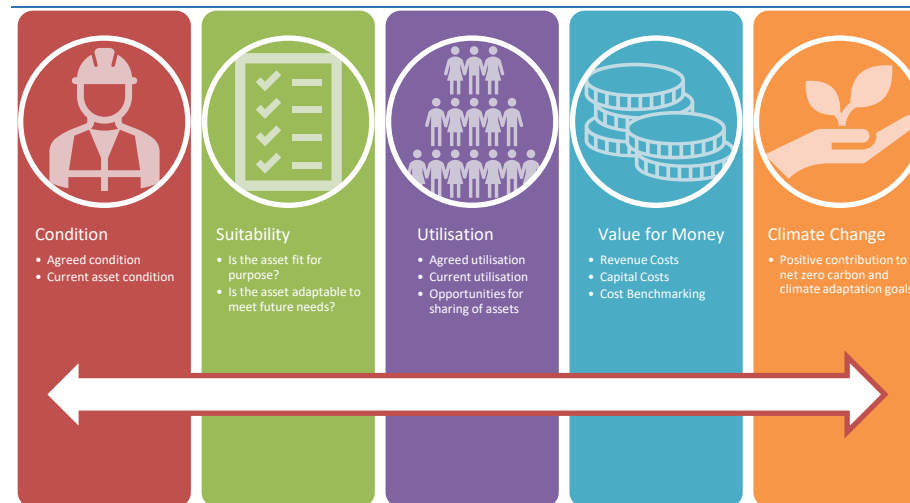 Condition
• Agreed condition
• Current asset condition
Suitability
• Is the asset fit for
purpose?
• Is the asset adaptable to
meet future needs?
Utilisation
• Agreed utilisation
• Current utilisation
• Opportunities for
sharing of assets
Value for Money
• Revenue Costs
• Capital Costs
• Cost Benchmarking
Climate Change
• Positive contribution to
net zero carbon and
climate adaptation goals